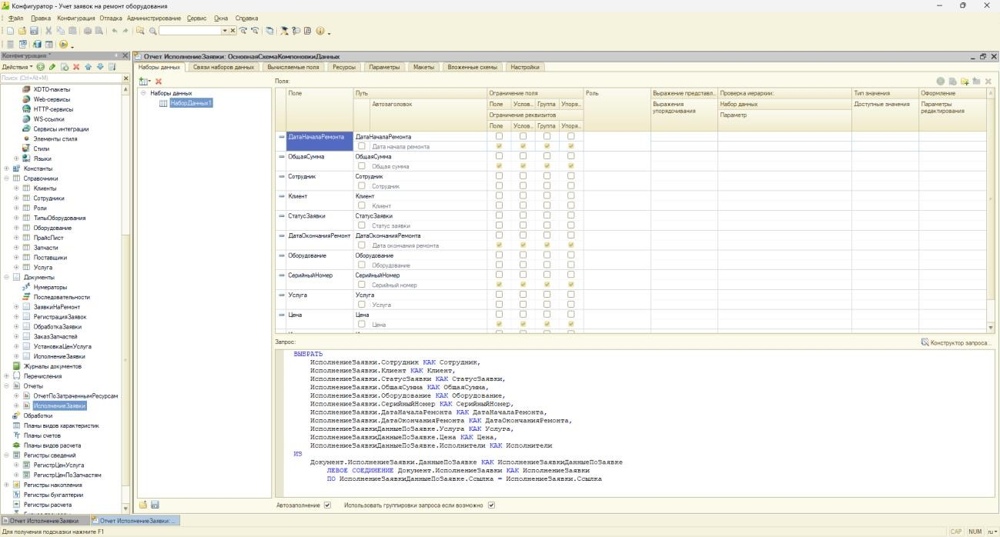 Конфигуратор - Учет заявок на ремонт оборудования
Файл Правка Конфигурация Отладка Администрирование Сервис Окна Справка
Конфигурация *
Действия
Поиск (Ctrl+Alt+M)
XDTO-пакеты
Web-сервисы
HTTP-сервисы
WS-ссылки
Сервисы интеграции
Элементы стиля
Стили
Языки
Константы
Справочники
Клиенты
Сотрудники
Роли
ТипыОборудования
Оборудование
ПрайсЛист
Запчасти
Поставщики
Услуга
Документы
Нумераторы
Последовательности
ЗаявкиНаРемонт
РегистрацияЗаявок
ОбработкаЗаявки
ЗаказЗапчастей
УстановкаЦенУслуга
ИсполнениеЗаявки
Журналы документов
Перечисления
Отчеты
ОтчетПоЗатраченнымРесурсам
ИсполнениеЗаявки
Обработки
Планы видов характеристик
Планы счетов
Планы видов расчета
Регистры сведений
РегистрЦенУслуга
РегистрЦенПоЗапчастям
Регистры накопления
Регистры бухгалтерии
Регистры расчета
Отчет ИсполнениеЗаявки: ОсновнаяСхемаКомпоновкиДанных
Наборы данных Связи наборов данных Вычисляемые поля Ресурсы Параметры Макеты Вложенные схемы Настройки
Наборы данных
НаборДанных1
Поля:
Поле Путь Ограничение поля Роль Выражение представл... Проверка иерархии: Тип значения Оформление
Автозаголовок Поле Услов... Группа Упоря... Выражения упорядочивания Набор данных Доступные значения Параметры редактирования
Ограничение реквизитов Параметр
Поле Услов... Группа Упоря...
ДатаНачалаРемонта ДатаНачалаРемонта
Дата начала ремонта
ОбщаяСумма ОбщаяСумма
Общая сумма
Сотрудник Сотрудник
Сотрудник
Клиент Клиент
Клиент
СтатусЗаявки СтатусЗаявки
Статус заявки
ДатаОкончанияРемонт ДатаОкончанияРемонта
Дата окончания ремонта
Оборудование Оборудование
Оборудование
СерийныйНомер СерийныйНомер
Серийный номер
Услуга Услуга
Услуга
Цена Цена
Цена
Запрос: Конструктор запроса...
ВЫБРАТЬ
ИсполнениеЗаявки.Сотрудник КАК Сотрудник,
ИсполнениеЗаявки.Клиент КАК Клиент,
ИсполнениеЗаявки.СтатусЗаявки КАК СтатусЗаявки,
ИсполнениеЗаявки.ОбщаяСумма КАК ОбщаяСумма,
ИсполнениеЗаявки.Оборудование КАК Оборудование,
ИсполнениеЗаявки.СерийныйНомер КАК СерийныйНомер,
ИсполнениеЗаявки.ДатаНачалаРемонта КАК ДатаНачалаРемонта,
ИсполнениеЗаявки.ДатаОкончанияРемонта КАК ДатаОкончанияРемонта,
ИсполнениеЗаявкиДанныеПоЗаявке.Услуга КАК Услуга,
ИсполнениеЗаявкиДанныеПоЗаявке.Цена КАК Цена,
ИсполнениеЗаявкиДанныеПоЗаявке.Исполнители КАК Исполнители
ИЗ
Документ.ИсполнениеЗаявки.ДанныеПоЗаявке КАК ИсполнениеЗаявкиДанныеПоЗаявке
ЛЕВОЕ СОЕДИНЕНИЕ Документ.ИсполнениеЗаявки КАК ИсполнениеЗаявки
ПО ИсполнениеЗаявкиДанныеПоЗаявке.Ссылка = ИсполнениеЗаявки.Ссылка
Автозаполнение Использовать группировки запроса если возможно
Отчет ИсполнениеЗаявки Отчет ИсполнениеЗаявки: ...
Для получения подсказки нажмите F1 CAP NUM ru